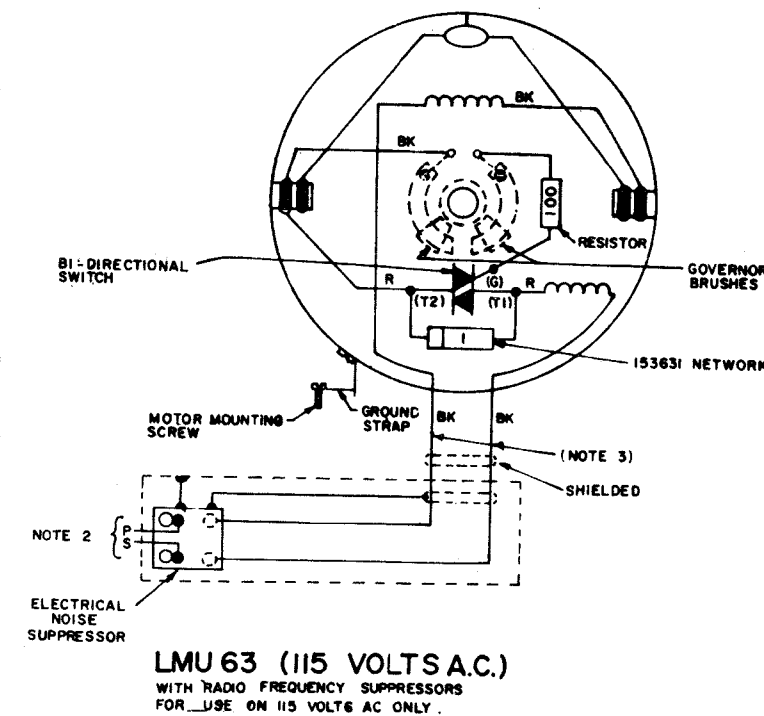 BK
BK
100
RESISTOR
BI-DIRECTIONAL
SWITCH
GOVERNOR
BRUSHES
R
(G)
R
(T2)
(T1)
1
153631 NETWORK
MOTOR MOUNTING
SCREW
GROUND
STRAP
BK
BK
(NOTE 3)
SHIELDED
NOTE 2
P
S
ELECTRICAL
NOISE
SUPPRESSOR
LMU 63 (115 VOLTS A.C.)
WITH RADIO FREQUENCY SUPPRESSORS
FOR USE ON 115 VOLTS AC ONLY.